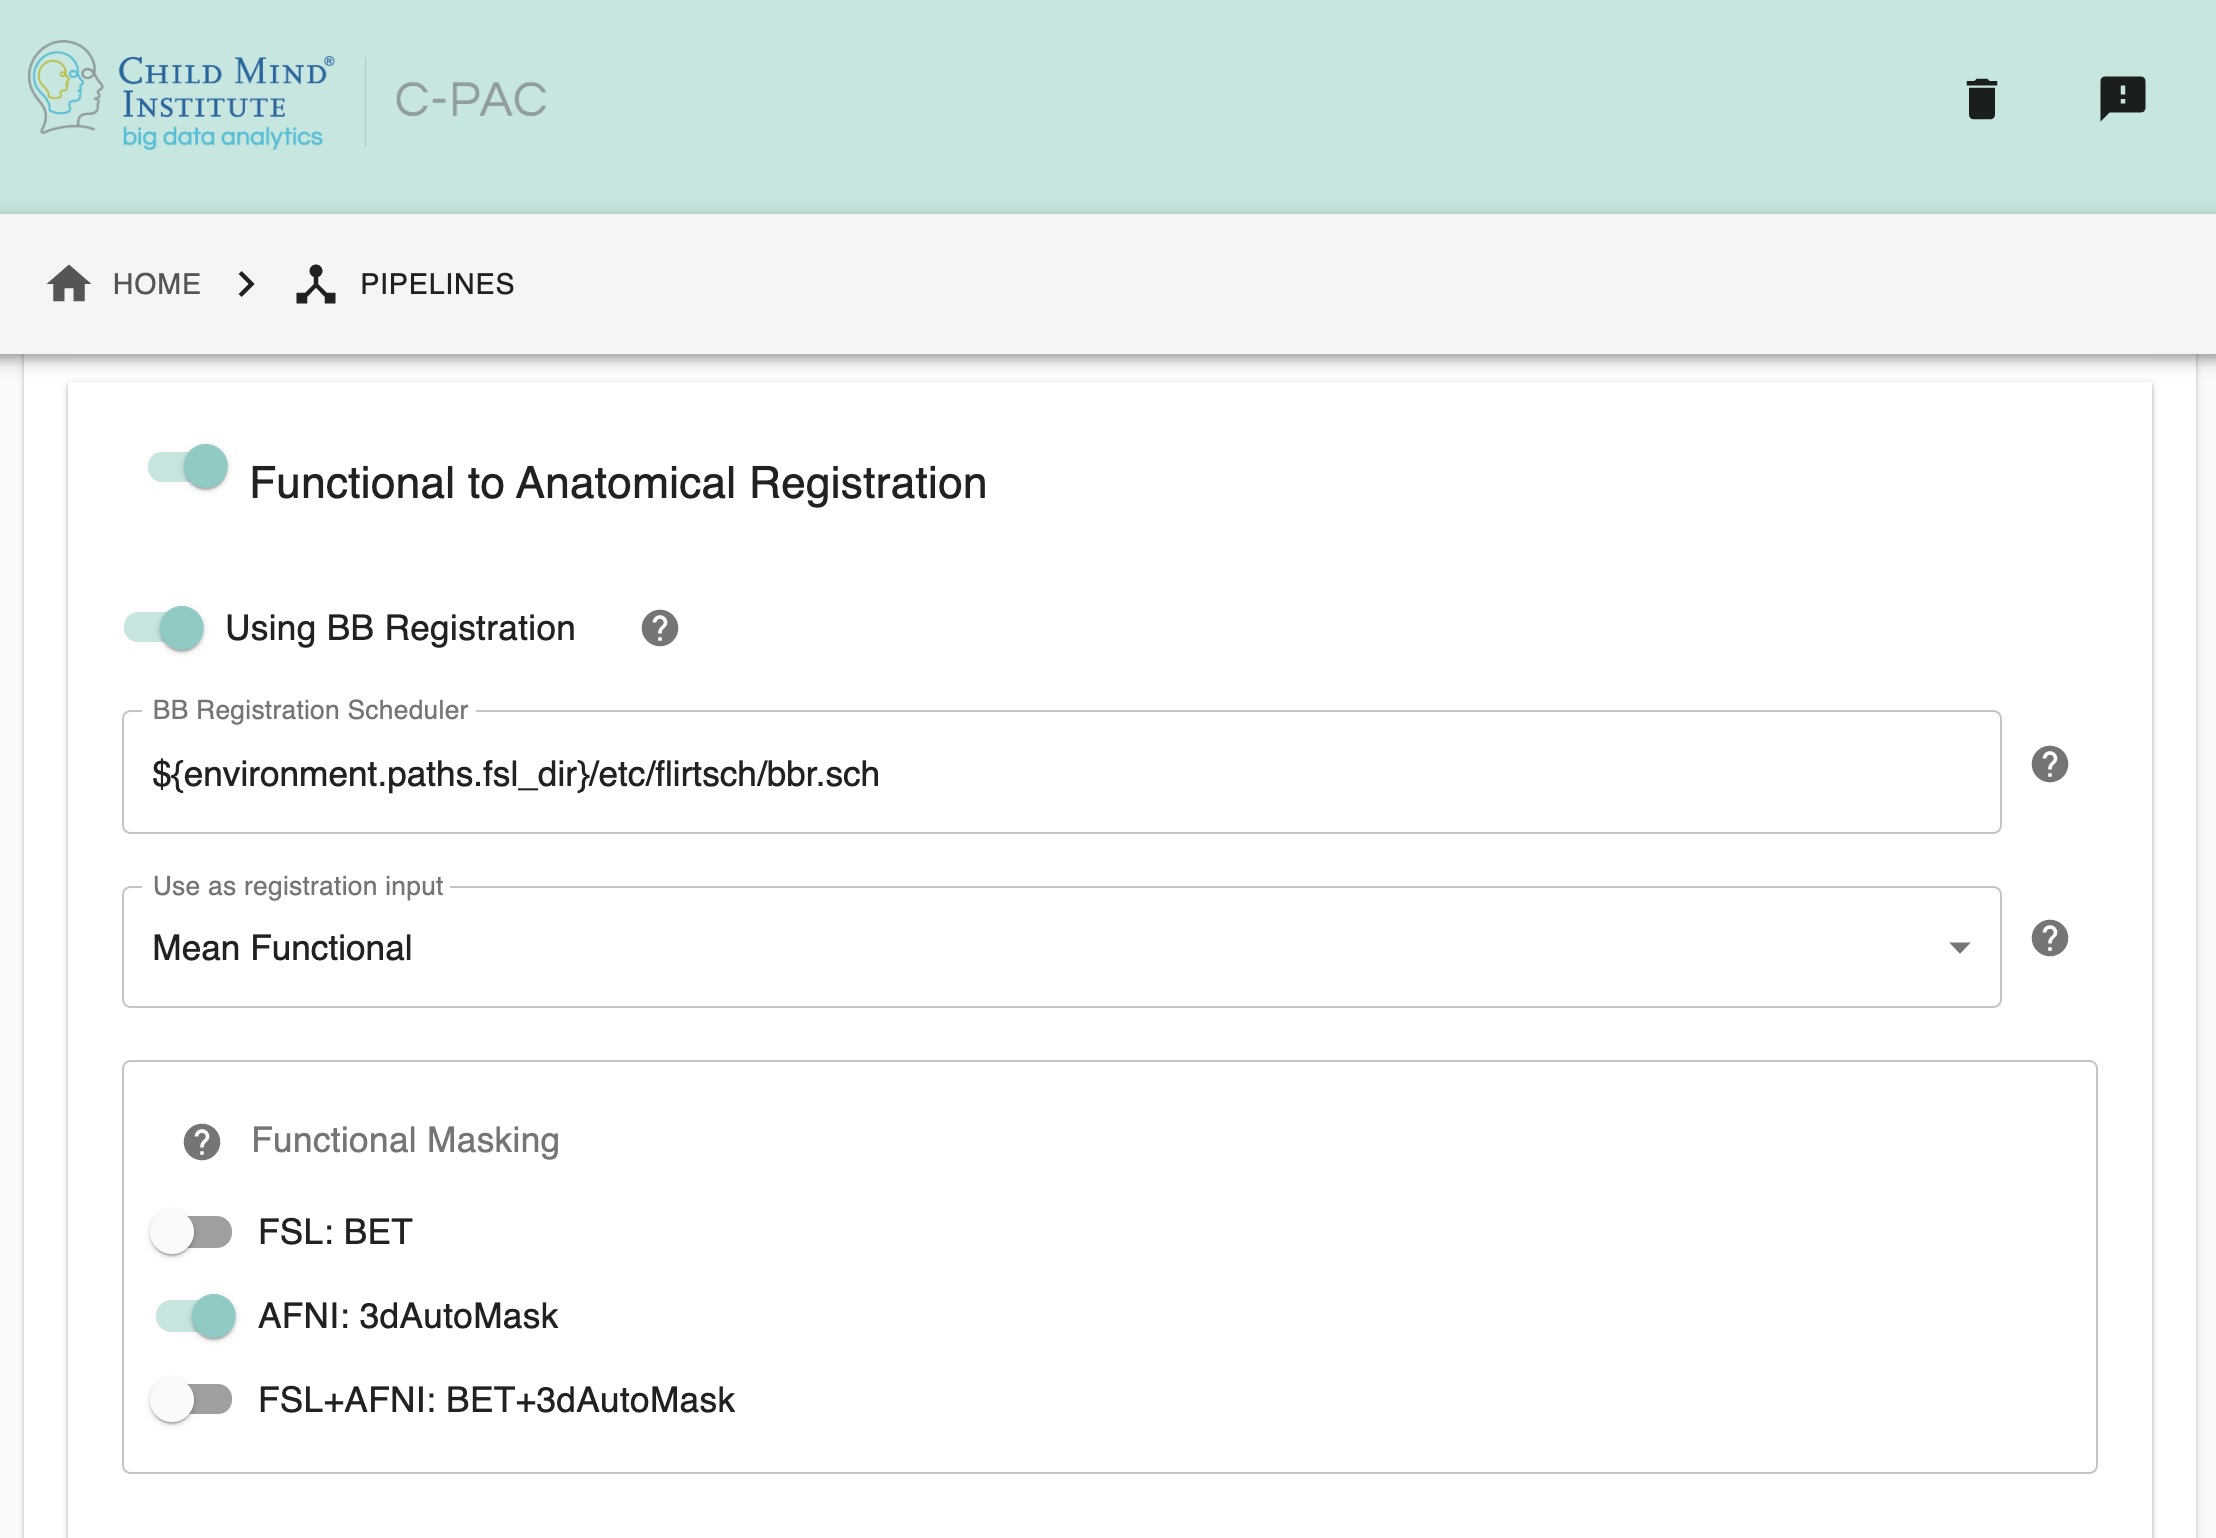 CHILD MIND®
INSTITUTE
big data analytics
C-PAC
HOME
PIPELINES
Functional to Anatomical Registration
Using BB Registration
BB Registration Scheduler
${environment.paths.fsl_dir}/etc/flirtsch/bbr.sch
Use as registration input
Mean Functional
Functional Masking
FSL: BET
AFNI: 3dAutoMask
FSL+AFNI: BET+3dAutoMask